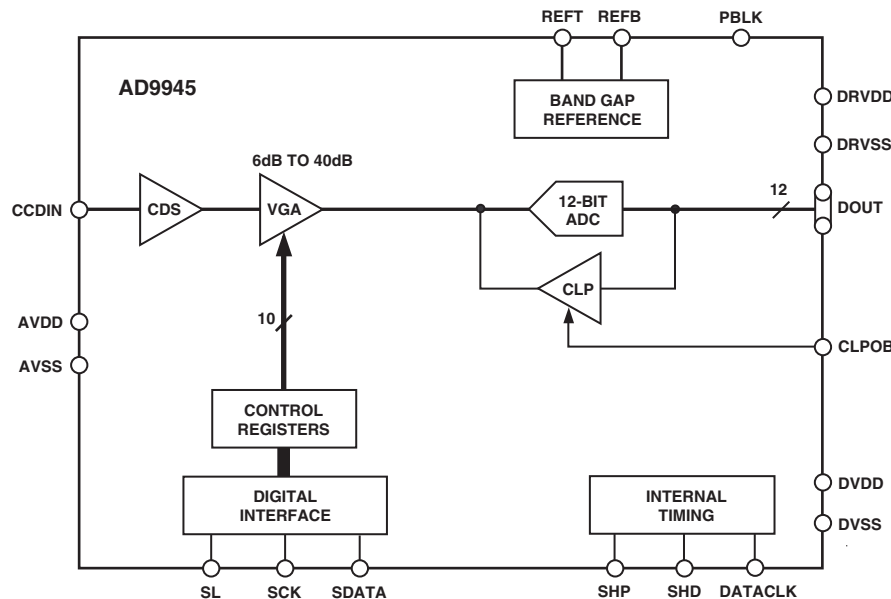 REFT
REFB
PBLK
AD9945
BAND GAP
REFERENCE
DRVDD
DRVSS
6dB TO 40dB
CCDIN
CDS
VGA
12-BIT
ADC
12
DOUT
CLP
AVDD
10
CLPOB
AVSS
CONTROL
REGISTERS
DIGITAL
INTERFACE
INTERNAL
TIMING
DVDD
DVSS
SL
SCK
SDATA
SHP
SHD
DATACLK